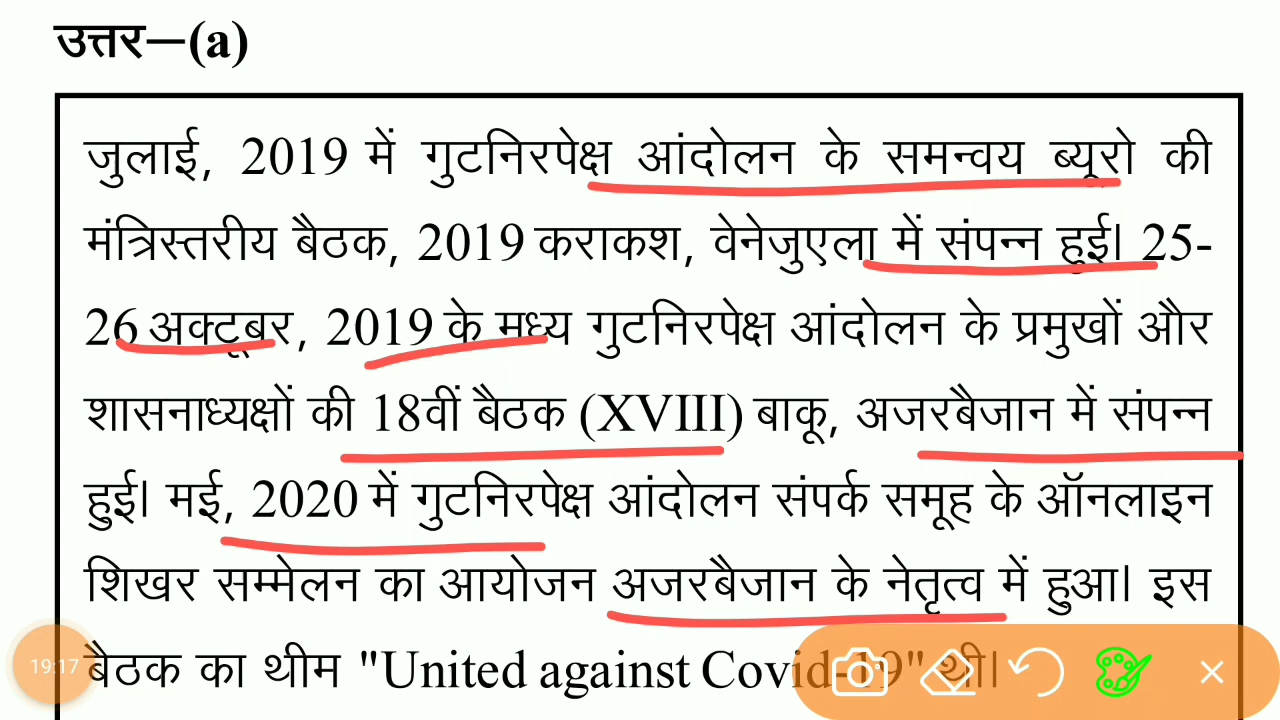 उत्तर—(a)
जुलाई, 2019 में गुटनिरपेक्ष आंदोलन के समन्वय ब्यूरो की
मंत्रिस्तरीय बैठक, 2019 कराकश, वेनेजुएला में संपन्न हुई। 25-
26 अक्टूबर, 2019 के मध्य गुटनिरपेक्ष आंदोलन के प्रमुखों और
शासनाध्यक्षों की 18वीं बैठक (XVIII) बाकू, अजरबैजान में संपन्न
हुई। मई, 2020 में गुटनिरपेक्ष आंदोलन संपर्क समूह के ऑनलाइन
शिखर सम्मेलन का आयोजन अजरबैजान के नेतृत्व में हुआ। इस
19:17
बैठक का थीम "United against Covid-19" थी।